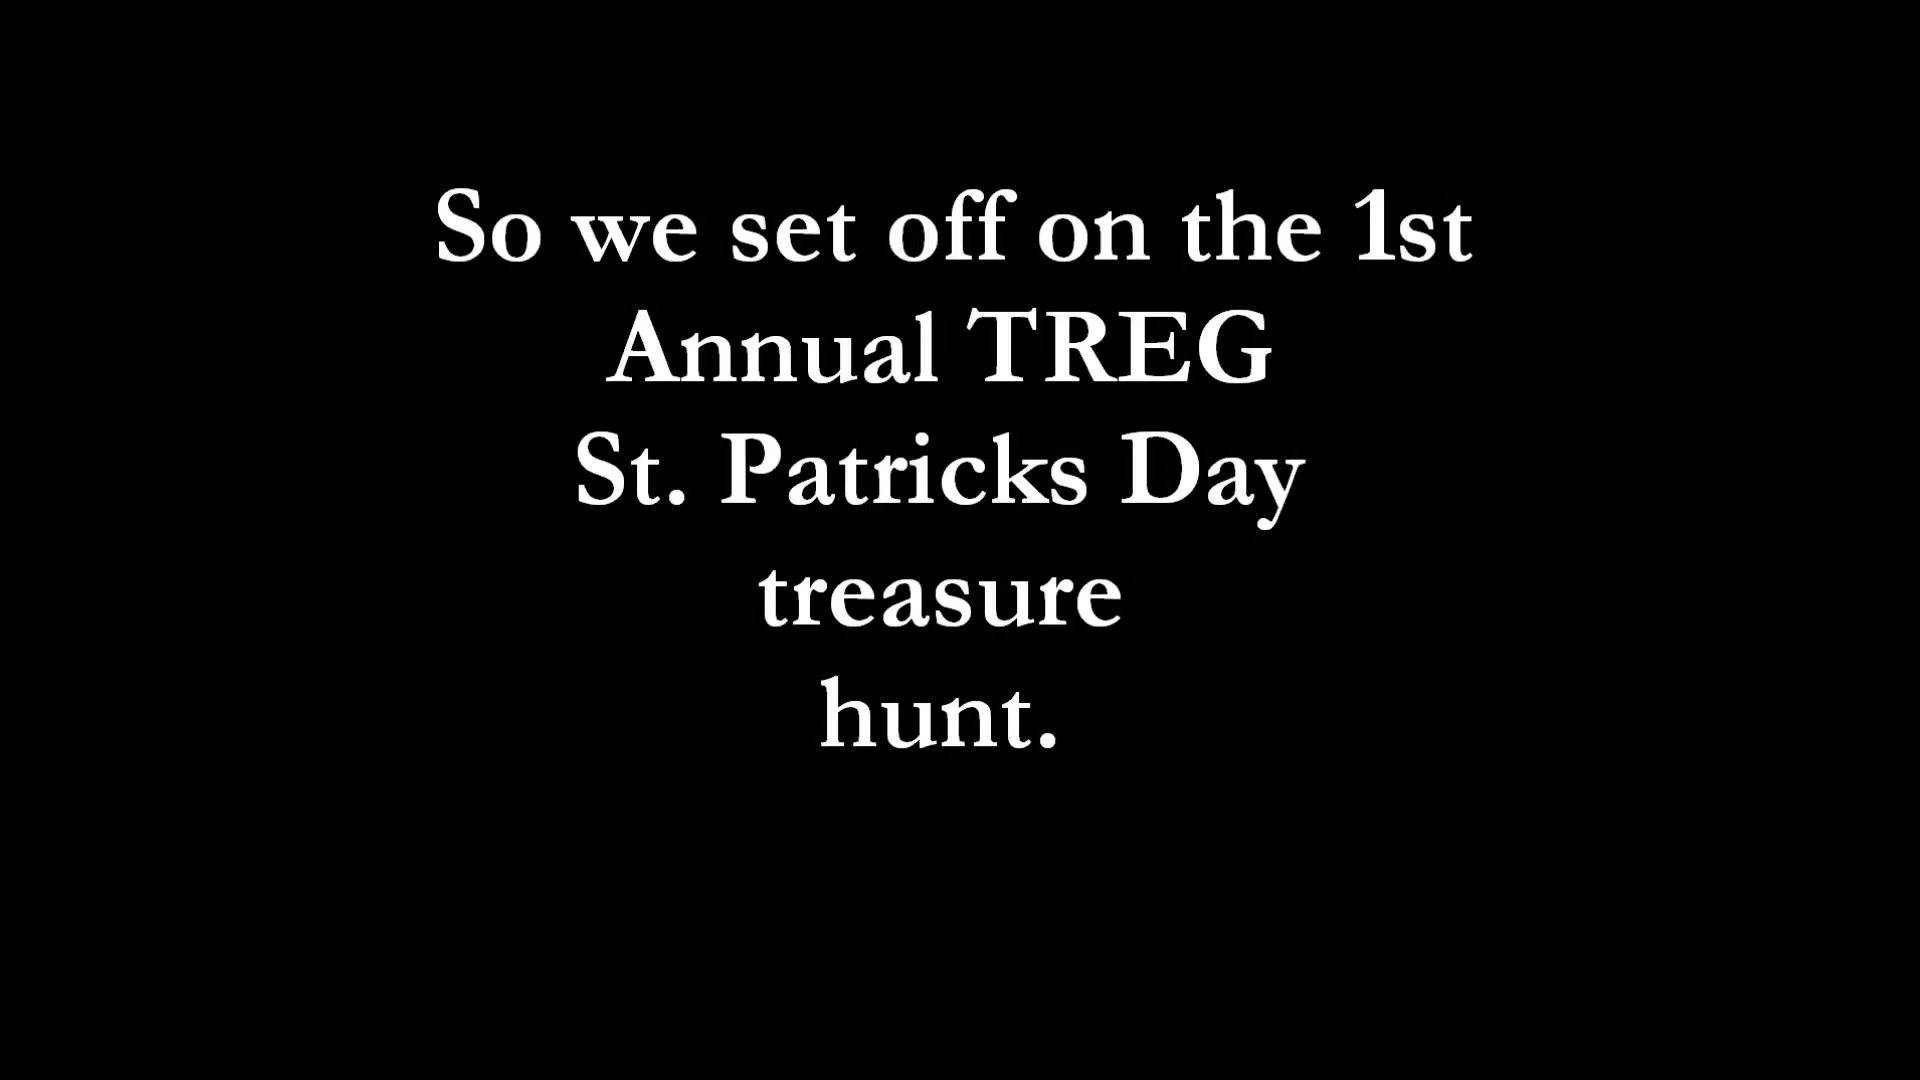 So we set off on the 1st
Annual TREG
St. Patricks Day
treasure
hunt.